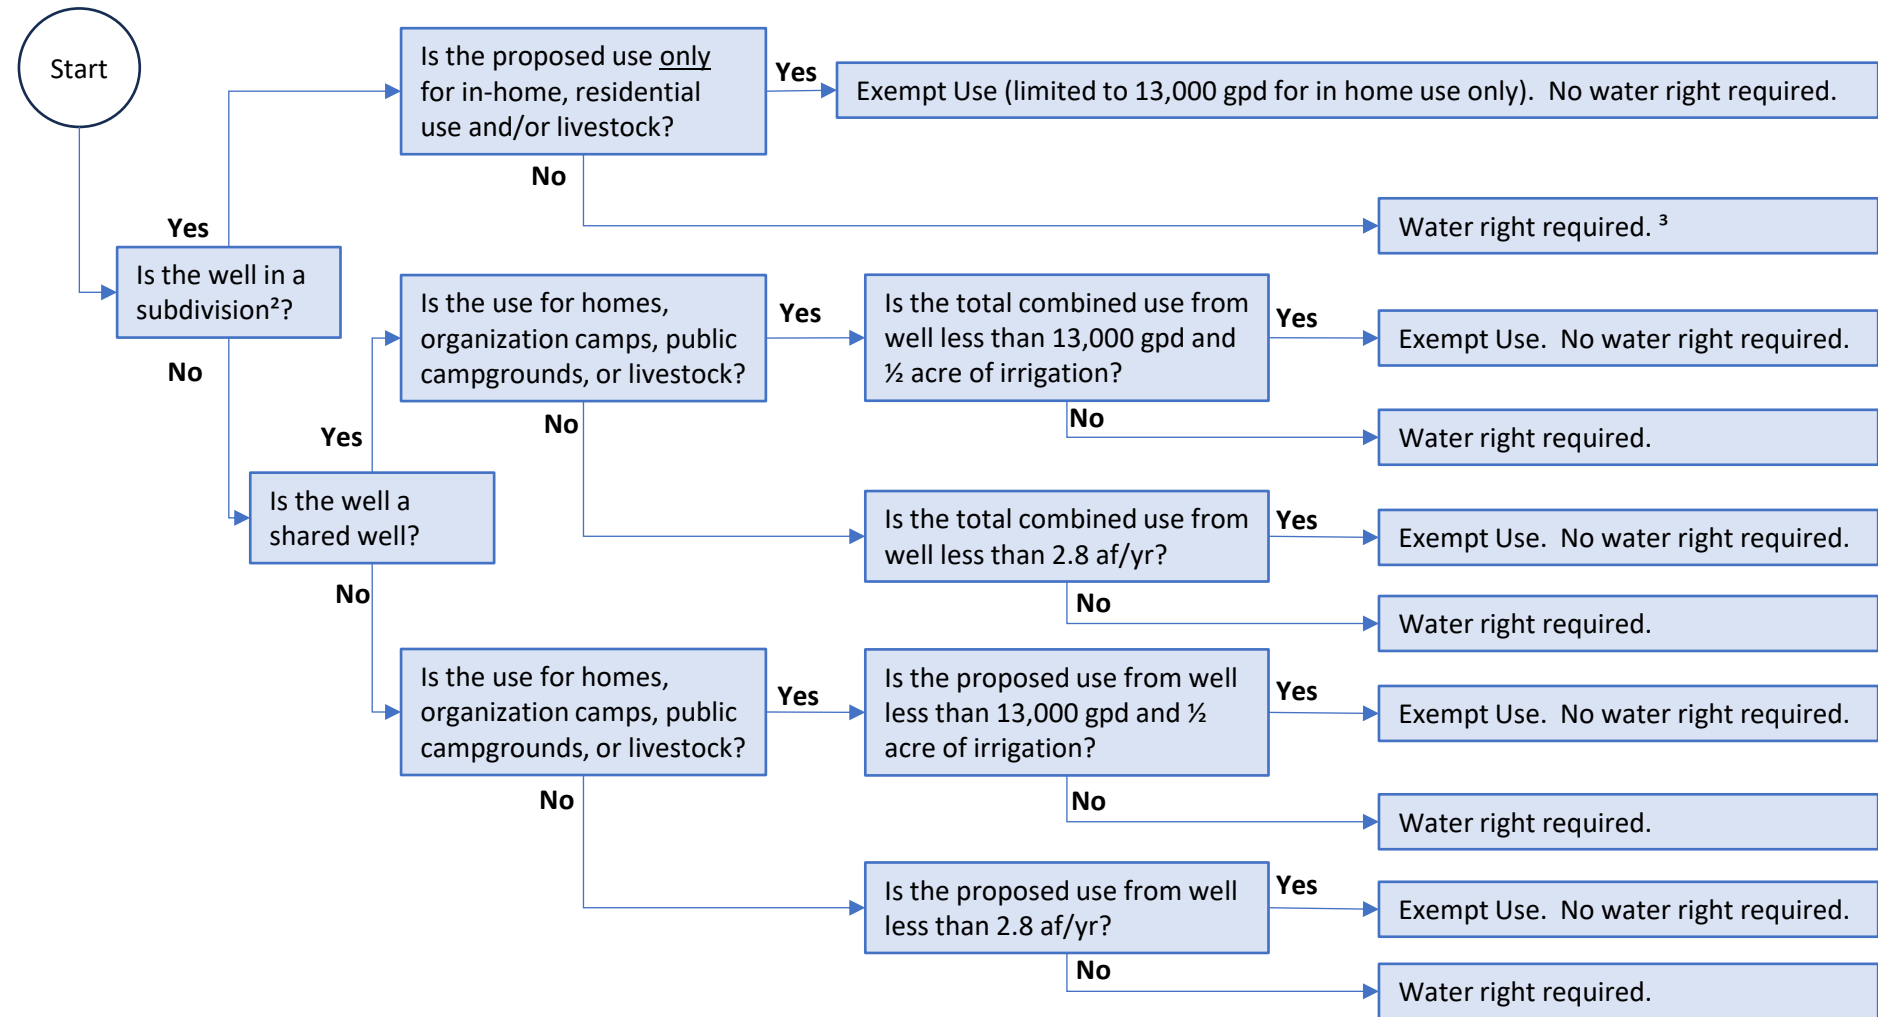 Start
Is the well in a
subdivision²?
Yes
Is the proposed use only
for in-home, residential
use and/or livestock?
Yes
Exempt Use (limited to 13,000 gpd for in home use only).  No water right required.
No
Water right required. ³
No
Is the well a
shared well?
Yes
Is the use for homes,
organization camps, public
campgrounds, or livestock?
Yes
Is the total combined use from
well less than 13,000 gpd and
½ acre of irrigation?
Yes
Exempt Use.  No water right required.
No
Water right required.
No
Is the total combined use from
well less than 2.8 af/yr?
Yes
Exempt Use.  No water right required.
No
Water right required.
No
Is the use for homes,
organization camps, public
campgrounds, or livestock?
Yes
Is the proposed use from well
less than 13,000 gpd and ½
acre of irrigation?
Yes
Exempt Use.  No water right required.
No
Water right required.
No
Is the proposed use from well
less than 2.8 af/yr?
Yes
Exempt Use.  No water right required.
No
Water right required.